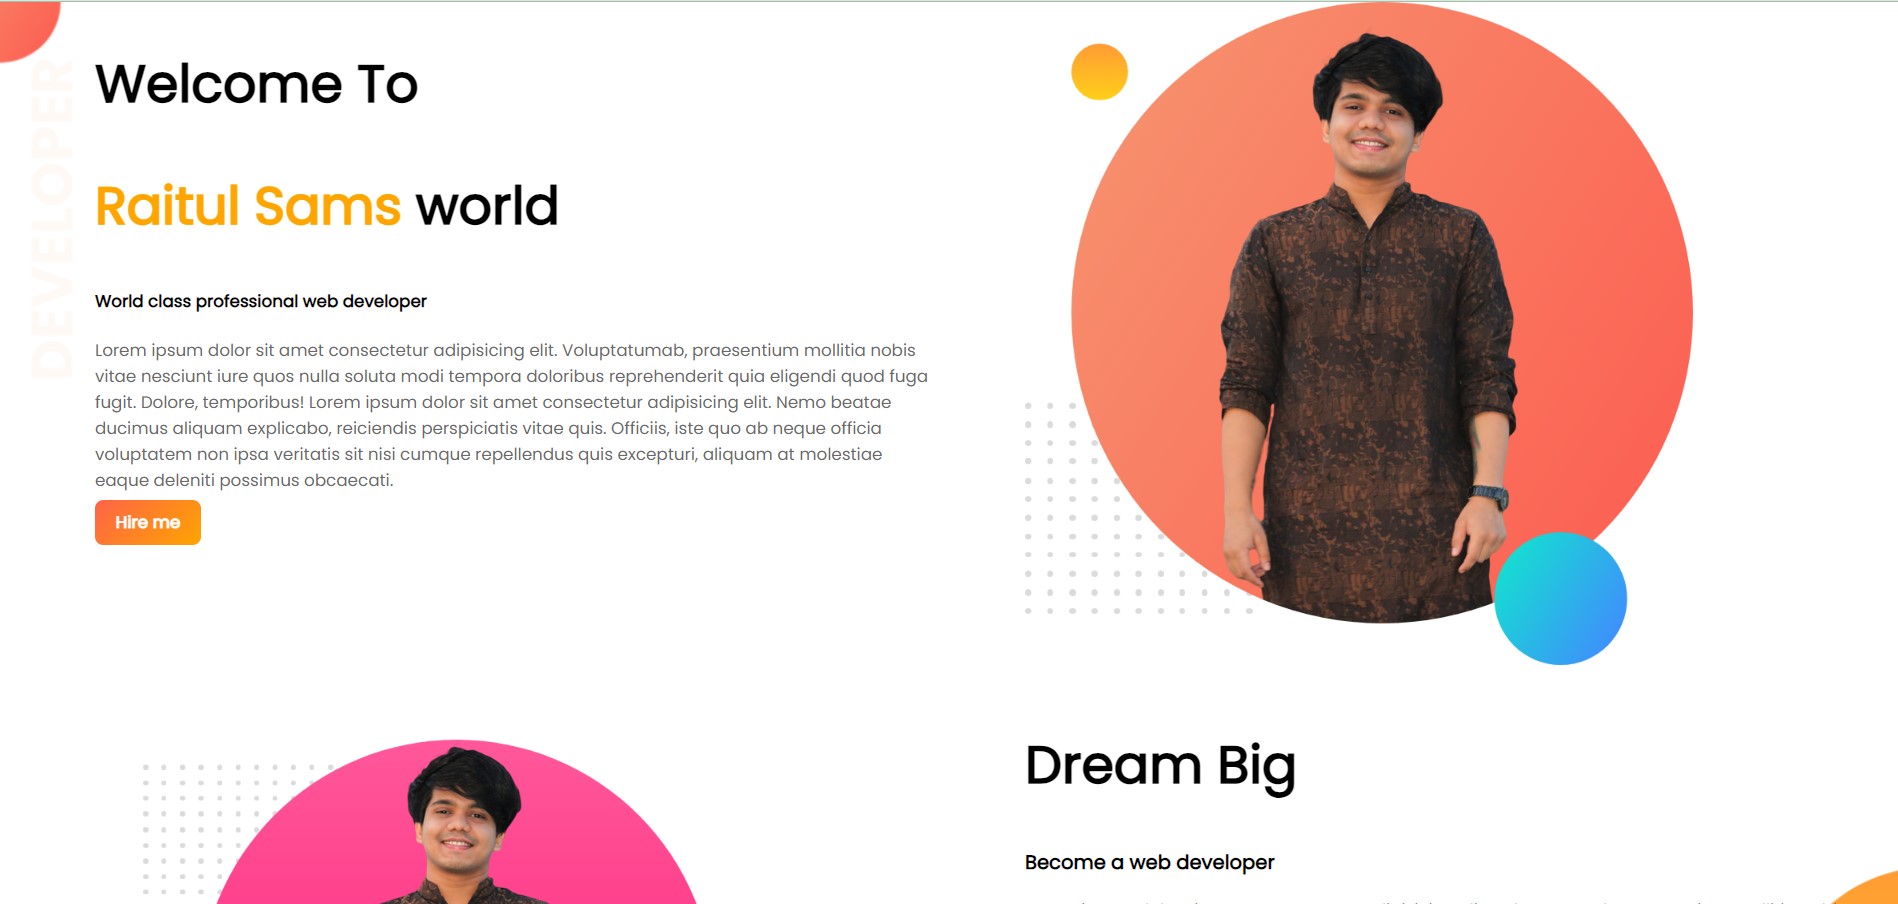 DEVELOPER
Welcome To
Raitul Sams world
World class professional web developer
Lorem ipsum dolor sit amet consectetur adipisicing elit. Voluptatumab, praesentium mollitia nobis
vitae nesciunt iure quos nulla soluta modi tempora doloribus reprehenderit quia eligendi quod fuga
fugit. Dolore, temporibus! Lorem ipsum dolor sit amet consectetur adipisicing elit. Nemo beatae
ducimus aliquam explicabo, reiciendis perspiciatis vitae quis. Officiis, iste quo ab neque officia
voluptatem non ipsa veritatis sit nisi cumque repellendus quis excepturi, aliquam at molestiae
eaque deleniti possimus obcaecati.
Hire me
Dream Big
Become a web developer